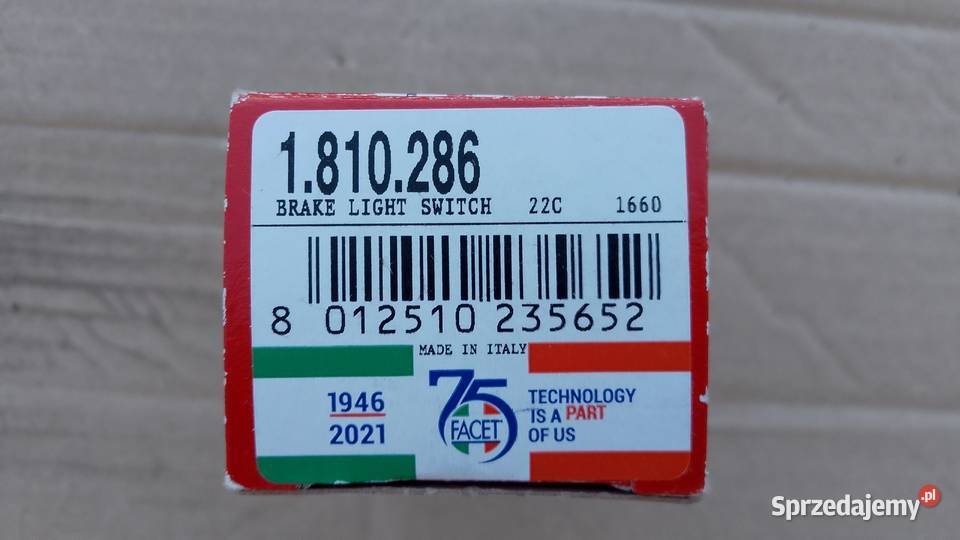 1.810.286
BRAKE LIGHT SWITCH 22C 1660
8 012510 235652
MADE IN ITALY
1946
2021
75
FACET
TECHNOLOGY
IS A PART
OF US
Sprzedajemy.pl